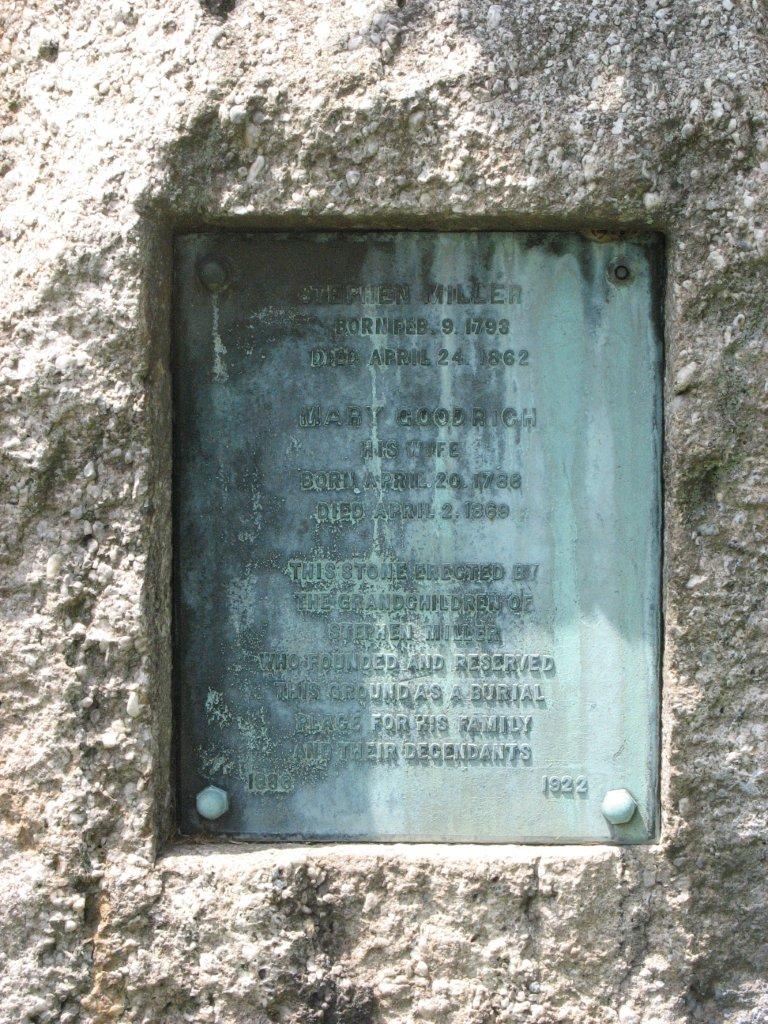 STEPHEN MILLER
BORN FEB. 9. 1793
DIED APRIL 24. 1862
MARY GOODRICH
HIS WIFE
BORN APRIL 20. 1786
DIED APRIL 2. 1869
THIS STONE ERECTED BY
THE GRANDCHILDREN OF
STEPHEN MILLER
WHO FOUNDED AND RESERVED
THIS GROUND AS A BURIAL
PLACE FOR HIS FAMILY
AND THEIR DECENDANTS
1922